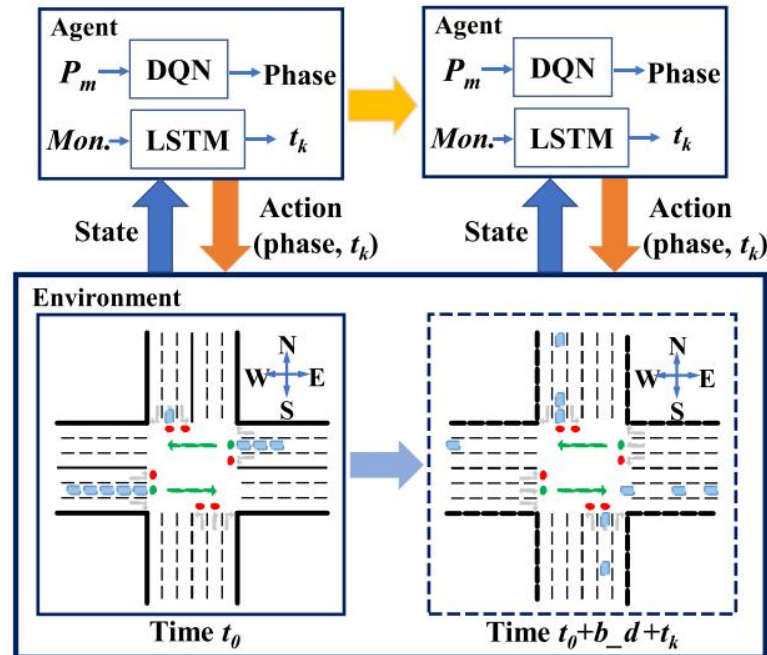 Agent
P_m DQN Phase
Mon. LSTM t_k
Agent
P_m DQN Phase
Mon. LSTM t_k
State
Action
(phase, t_k)
State
Action
(phase, t_k)
Environment
N
W E
S
N
W E
S
Time t_0
Time t_0+b_d+t_k